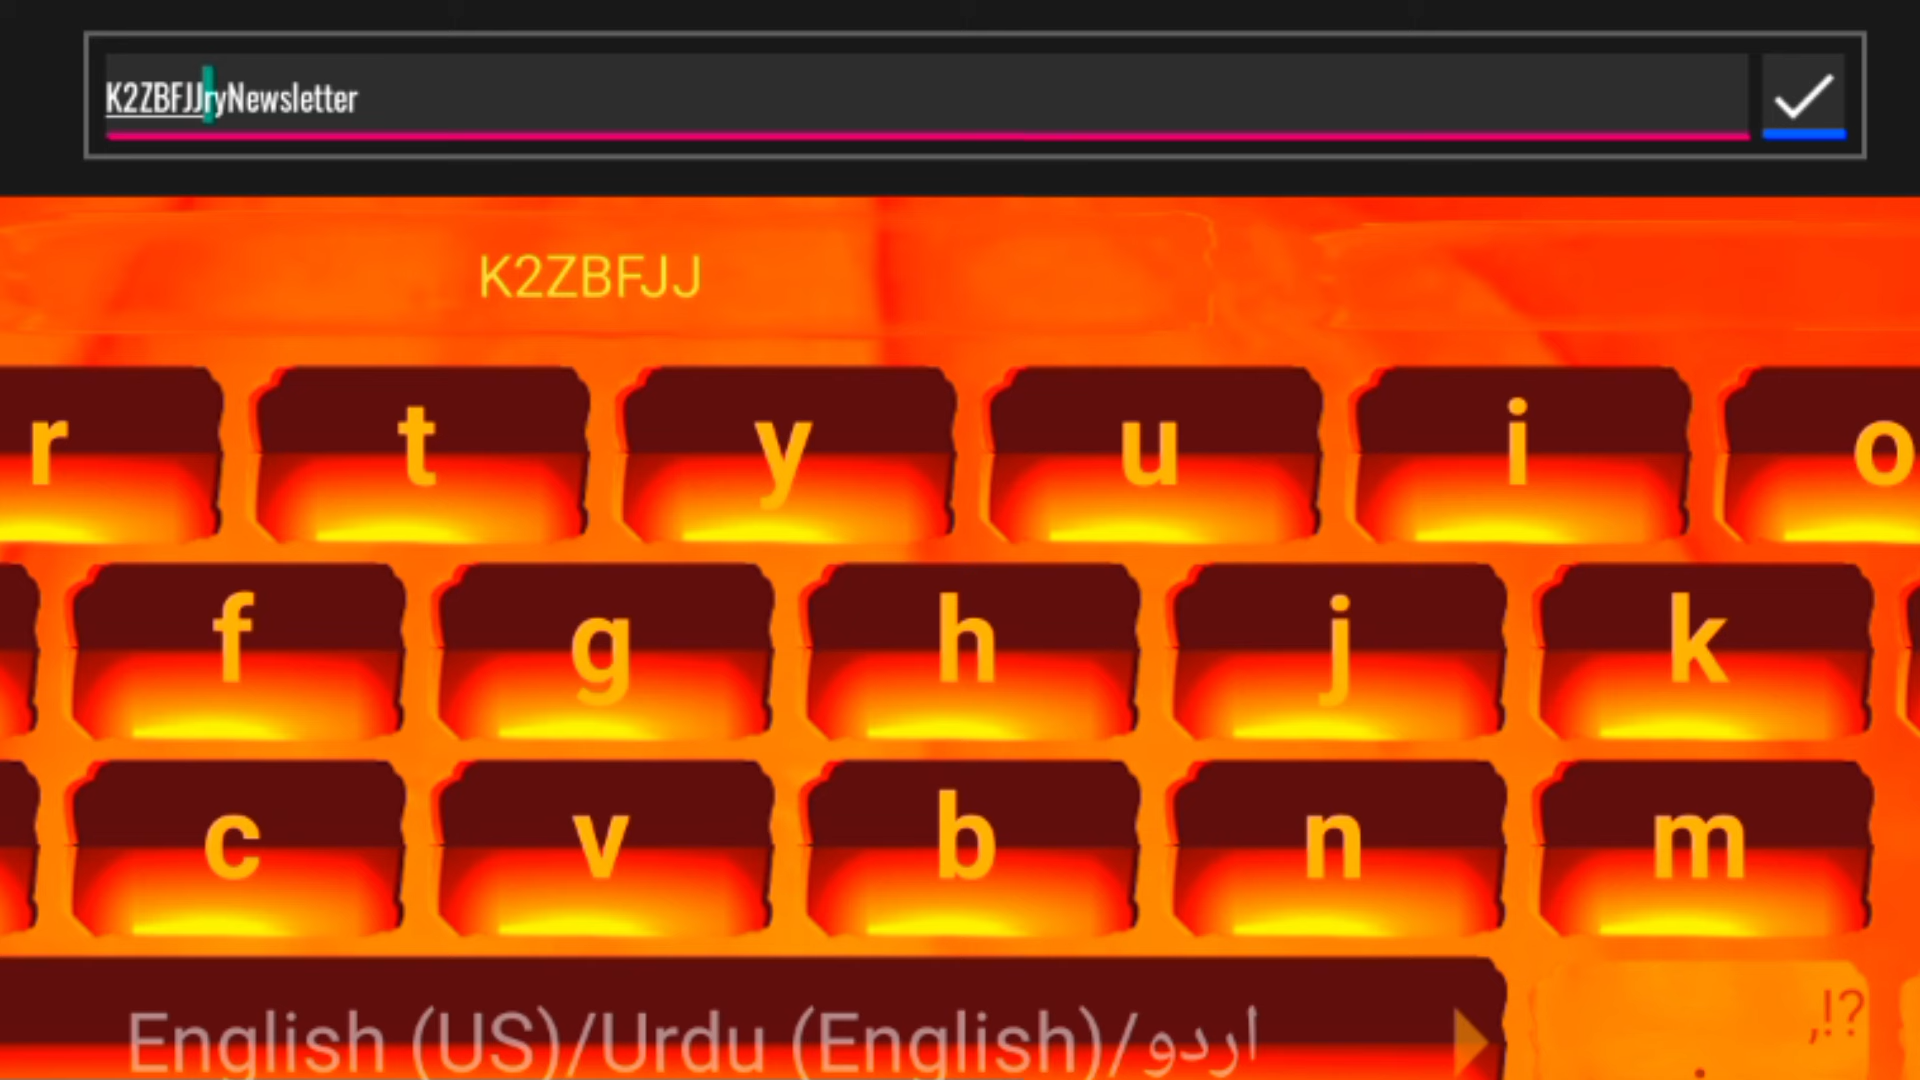 K2ZBFJJryNewsletter
K2ZBFJJ
r t y u i o
f g h j k
c v b n m
English (US)/Urdu (English)/اردو ,!?
.